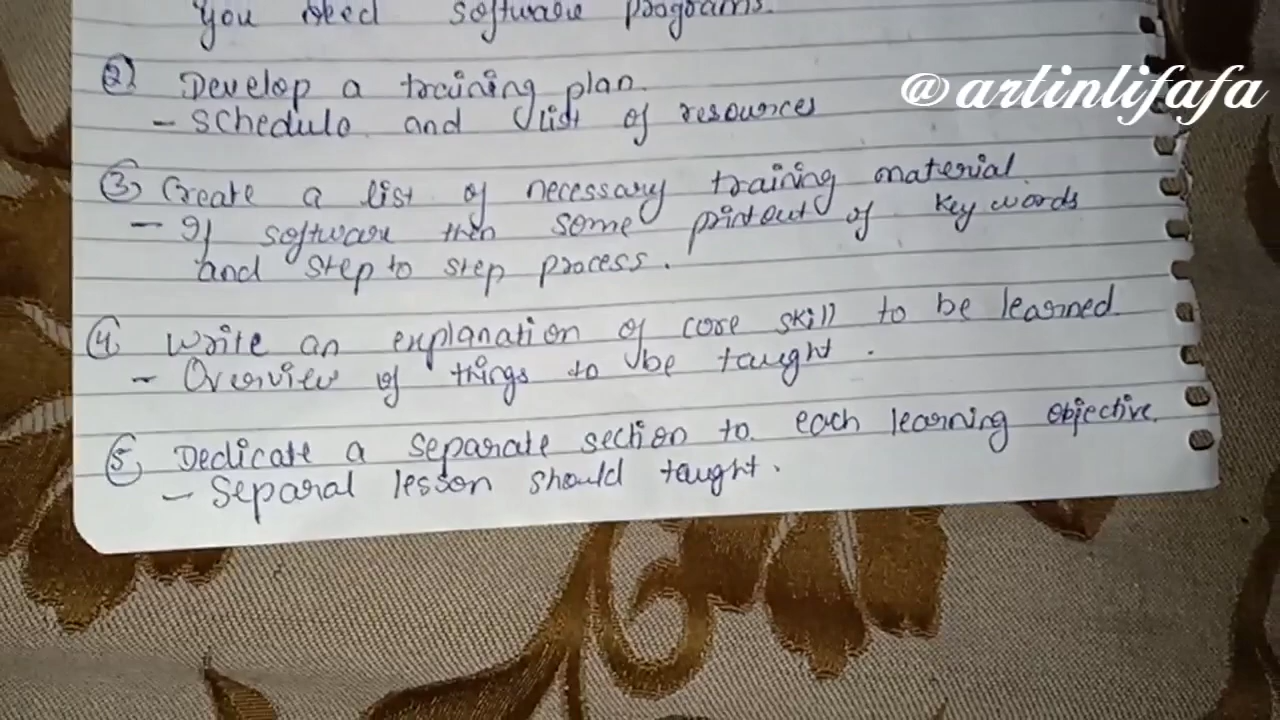 You need software programs.
② Develop a training plan.
- Schedule and list of resources
③ Create a list of necessary training material.
- If software then some printout of key words
and step to step process.
④ Write an explanation of core skill to be learned.
- Overview of things to be taught.
⑤ Dedicate a separate section to each learning objective.
- Separal lesson should taught.
@artinlifafa